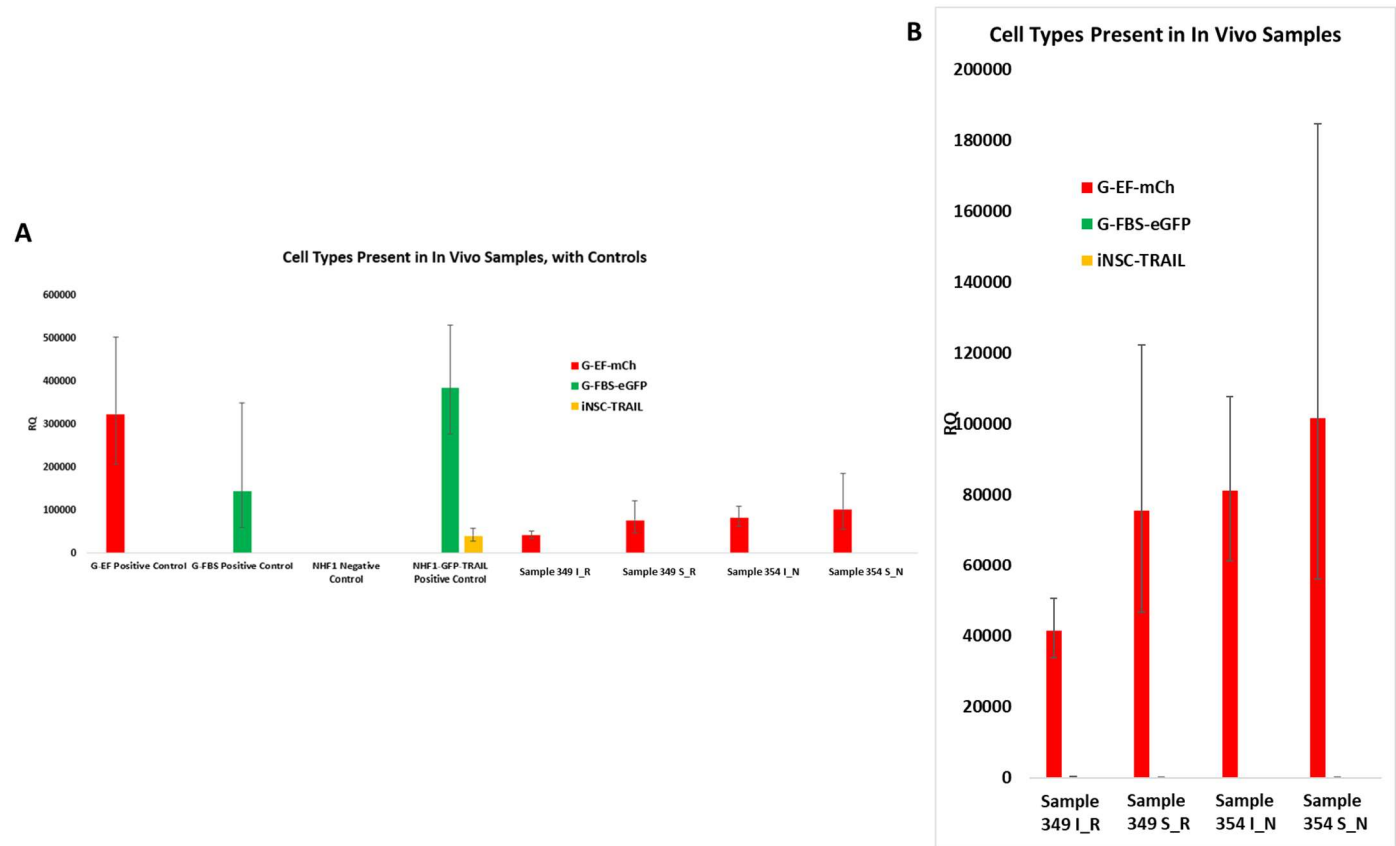 A
Cell Types Present in In Vivo Samples, with Controls
600000
500000
400000
300000
200000
100000
0
RQ
G-EF-mCh
G-FBS-eGFP
iNSC-TRAIL
G-EF Positive Control
G-FBS Positive Control
NHF1 Negative
Control
NHF1-GFP-TRAIL
Positive Control
Sample 349 I_R
Sample 349 S_R
Sample 354 I_N
Sample 354 S_N
B
Cell Types Present in In Vivo Samples
200000
180000
160000
140000
120000
100000
80000
60000
40000
20000
0
RQ
G-EF-mCh
G-FBS-eGFP
iNSC-TRAIL
Sample
349 I_R
Sample
349 S_R
Sample
354 I_N
Sample
354 S_N